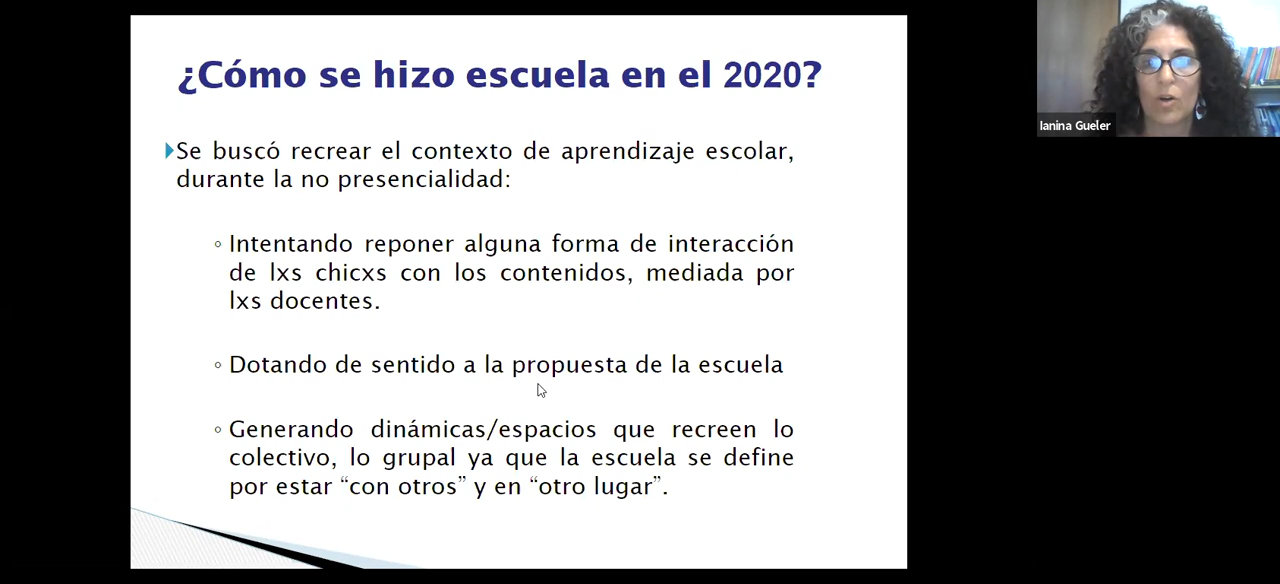 ¿Cómo se hizo escuela en el 2020?
Se buscó recrear el contexto de aprendizaje escolar,
durante la no presencialidad:
Intentando reponer alguna forma de interacción
de lxs chicxs con los contenidos, mediada por
lxs docentes.
Dotando de sentido a la propuesta de la escuela
Generando dinámicas/espacios que recreen lo
colectivo, lo grupal ya que la escuela se define
por estar “con otros” y en “otro lugar”.
Ianina Gueler